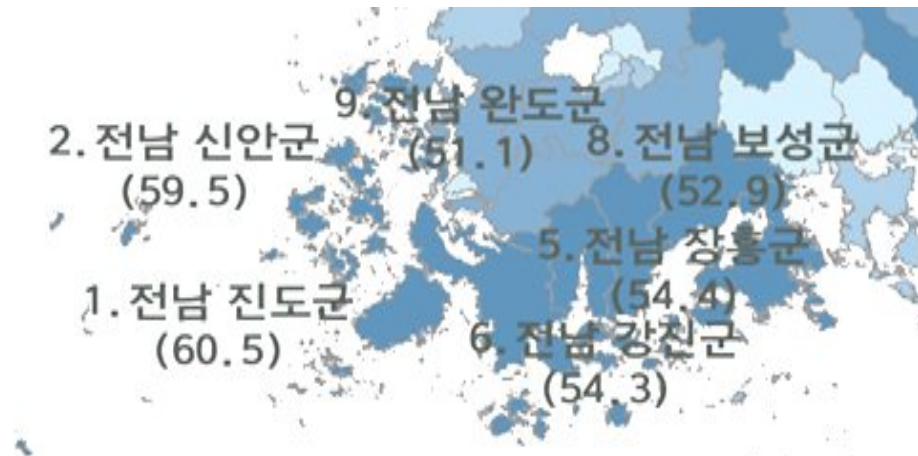 9. 전남 완도군
(51.1)
2. 전남 신안군
(59.5)
8. 전남 보성군
(52.9)
5. 전남 장흥군
(54.4)
1. 전남 진도군
(60.5)
6. 전남 강진군
(54.3)